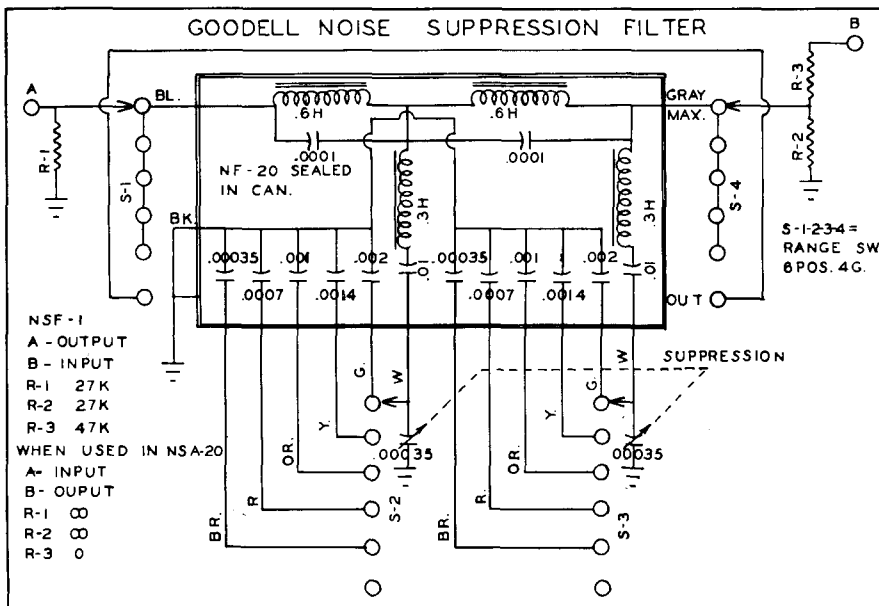 GOODELL NOISE SUPPRESSION FILTER
B
A
BL.
.6H
.6H
GRAY
MAX.
R-3
R-2
R-1
S-1
.0001
.0001
NF-20 SEALED
IN CAN.
.3H
.3H
S-4
BK.
S-1-2-3-4=
RANGE SW
6 POS. 4G.
.00035
.001
.002
.01
.00035
.001
.002
.01
.0007
.0014
.0007
.0014
OUT
NSF-1
A-OUTPUT
B-INPUT
R-1 27K
R-2 27K
R-3 47K
WHEN USED IN NSA-20
A= INPUT
B- OUPUT
R-1 ∞
R-2 ∞
R-3 0
SUPPRESSION
G.
W
G.
W
Y.
Y.
.00035
.00035
OR.
OR.
R
R.
S-2
S-3
BR.
BR.